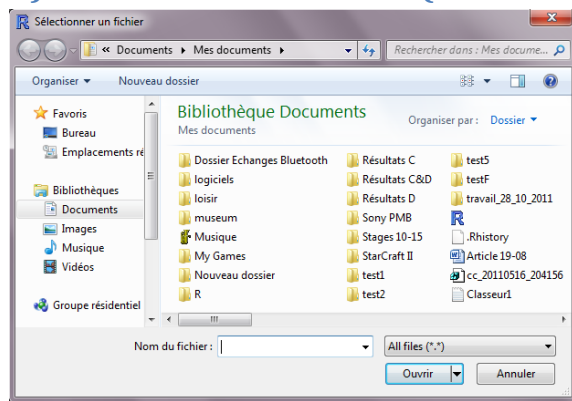 Sélectionner un fichier
« Documents ▸ Mes documents ▸
Rechercher dans : Mes docume...
Organiser ▾ Nouveau dossier
Favoris
Bureau
Emplacements ré
Bibliothèques
Documents
Images
Musique
Vidéos
Groupe résidentiel
Bibliothèque Documents
Mes documents
Organiser par : Dossier ▾
Dossier Echanges Bluetooth
logiciels
loisir
museum
Musique
My Games
Nouveau dossier
R
Résultats C
Résultats C&D
Résultats D
Sony PMB
Stages 10-15
StarCraft II
test1
test2
test5
testF
travail_28_10_2011
.Rhistory
Article 19-08
cc_20110516_204156
Classeur1
Nom du fichier :
All files (*.*)
Ouvrir
Annuler